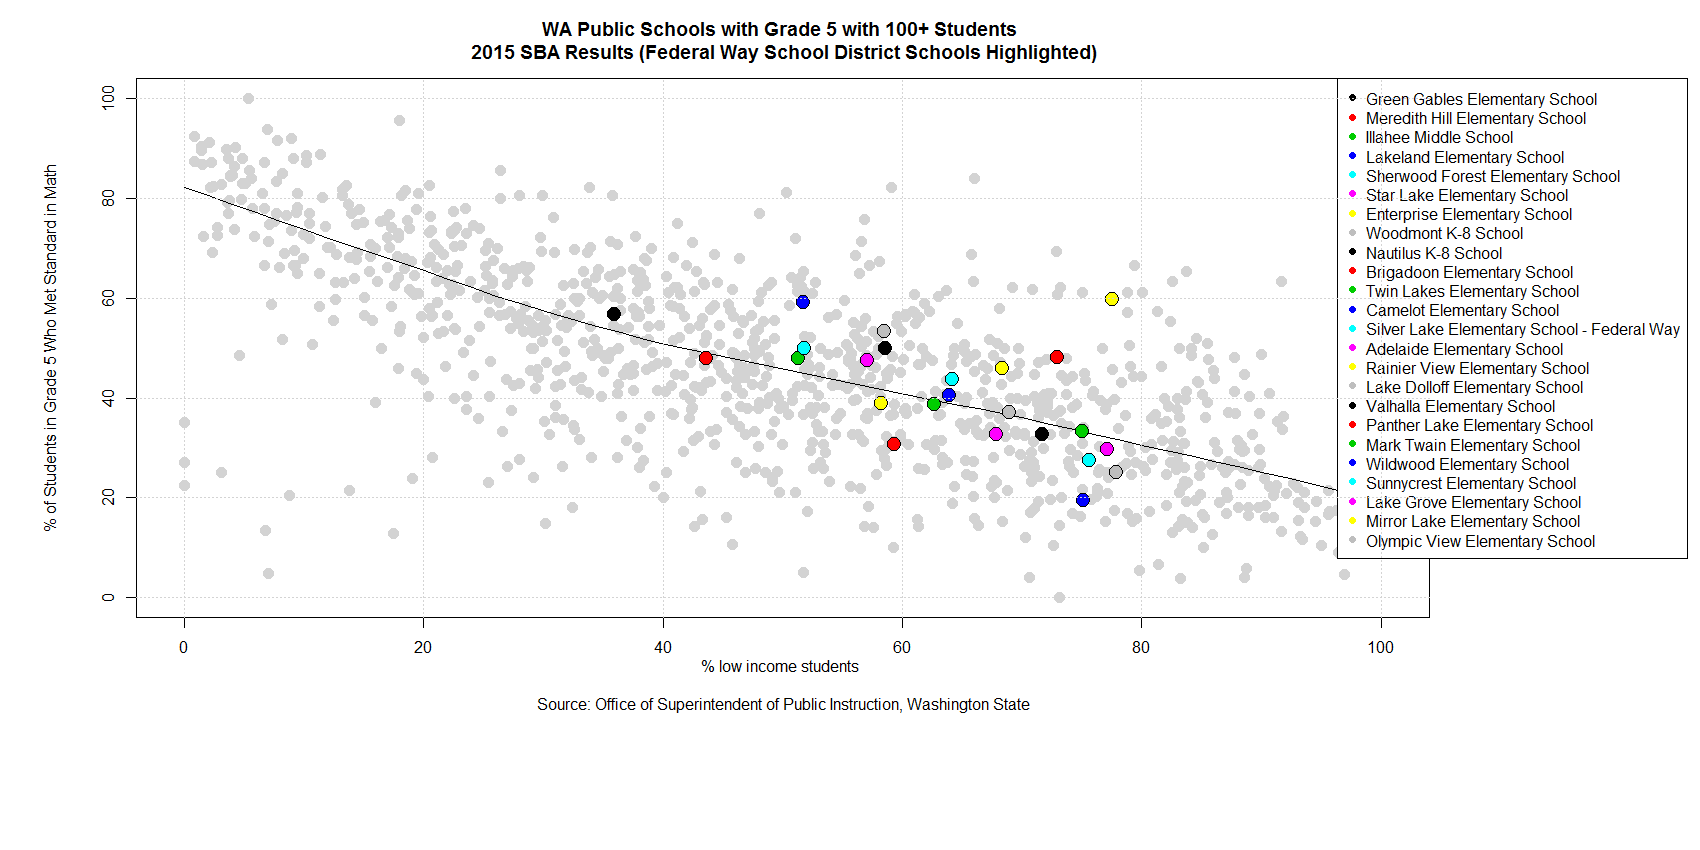 WA Public Schools with Grade 5 with 100+ Students
2015 SBA Results (Federal Way School District Schools Highlighted)
% of Students in Grade 5 Who Met Standard in Math
100
80
60
40
20
0
Green Gables Elementary School
Meredith Hill Elementary School
Illahee Middle School
Lakeland Elementary School
Sherwood Forest Elementary School
Star Lake Elementary School
Enterprise Elementary School
Woodmont K-8 School
Nautilus K-8 School
Brigadoon Elementary School
Twin Lakes Elementary School
Camelot Elementary School
Silver Lake Elementary School - Federal Way
Adelaide Elementary School
Rainier View Elementary School
Lake Dolloff Elementary School
Valhalla Elementary School
Panther Lake Elementary School
Mark Twain Elementary School
Wildwood Elementary School
Sunnycrest Elementary School
Lake Grove Elementary School
Mirror Lake Elementary School
Olympic View Elementary School
0 20 40 60 80 100
% low income students
Source: Office of Superintendent of Public Instruction, Washington State